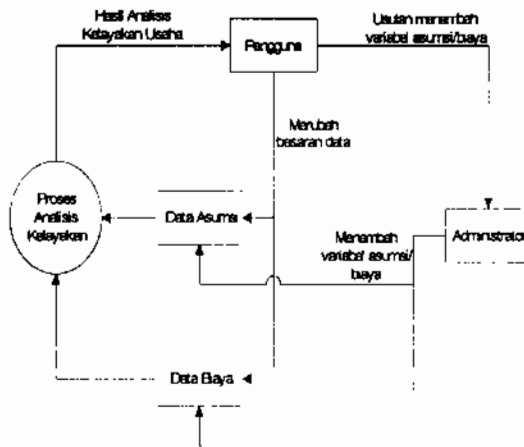 Hasil Analisis
Kelayakan Usaha
Pengguna
Usulan menambah
variabel asumsi/biaya
Merubah
besaran data
Proses
Analisis
Kelayakan
Data Asumsi
Menambah
variabel asumsi/
biaya
Administrator
Data Biaya